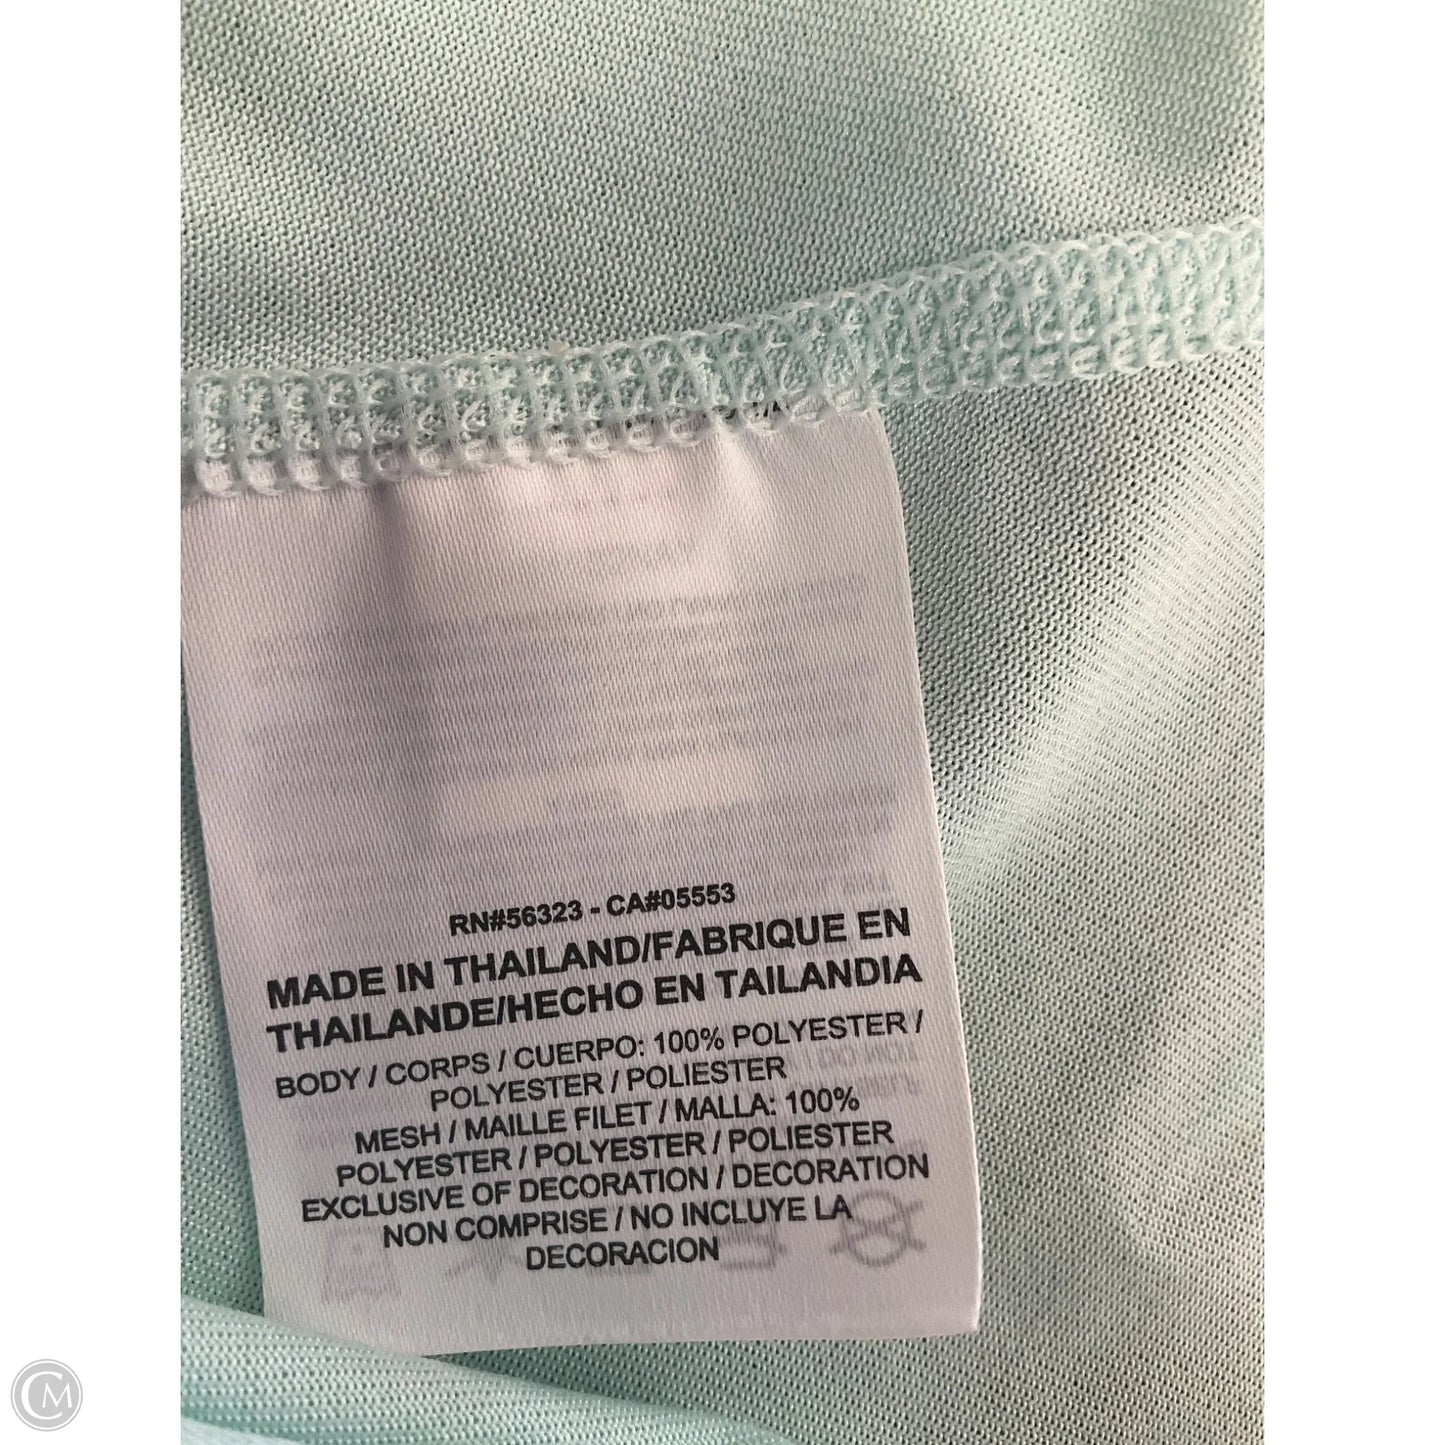 RN#56323 - CA#05553
MADE IN THAILAND/FABRIQUE EN
THAILANDE/HECHO EN TAILANDIA
BODY / CORPS / CUERPO: 100% POLYESTER /
POLYESTER / POLIESTER
MESH / MAILLE FILET / MALLA: 100%
POLYESTER / POLYESTER / POLIESTER
EXCLUSIVE OF DECORATION / DECORATION
NON COMPRISE / NO INCLUYE LA
DECORACION
CM